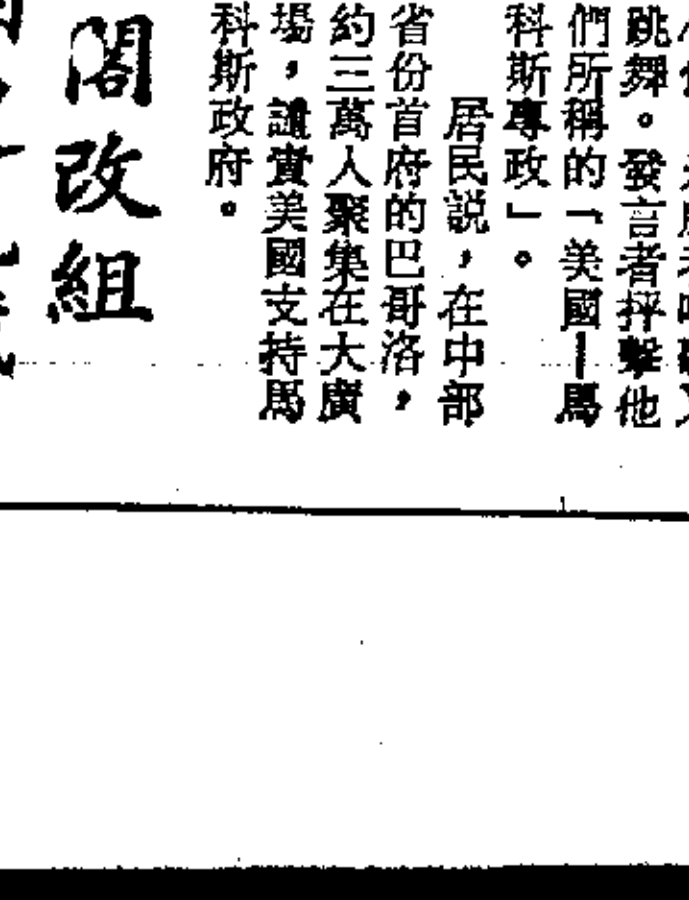 跳舞。發言者抨擊他
們所稱的「美國—馬
科斯專政」。
居民説,在中部
省份首府的巴哥洛,
約三萬人聚集在大廣
場,譴責美國支持馬
科斯政府。
閣改組